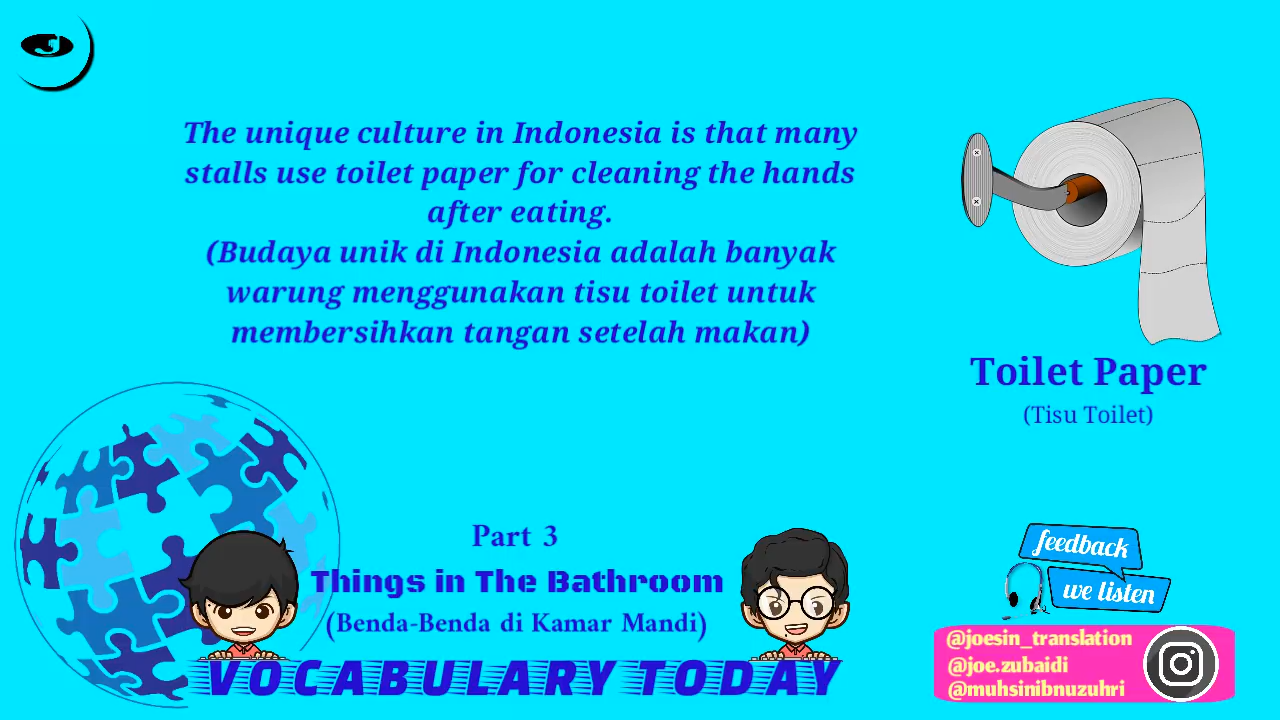 The unique culture in Indonesia is that many
stalls use toilet paper for cleaning the hands
after eating.
(Budaya unik di Indonesia adalah banyak
warung menggunakan tisu toilet untuk
membersihkan tangan setelah makan)
Toilet Paper
(Tisu Toilet)
Part 3
Things in The Bathroom
(Benda-Benda di Kamar Mandi)
VOCABULARY TODAY
feedback
we listen
@joesin_translation
@joe.zubaidi
@muhsinibnuzuhri